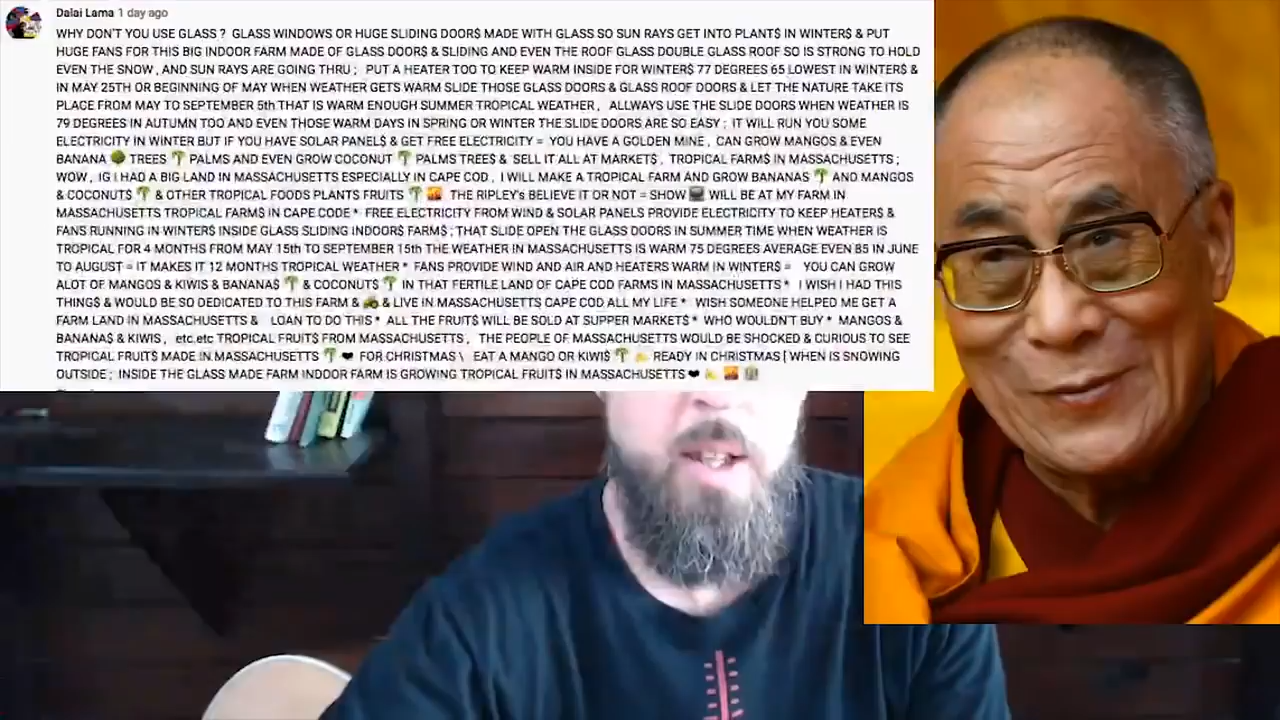 Dalai Lama 1 day ago
WHY DON'T YOU USE GLASS ? GLASS WINDOWS OR HUGE SLIDING DOOR$ MADE WITH GLASS SO SUN RAYS GET INTO PLANT$ IN WINTER$ & PUT
HUGE FANS FOR THIS BIG INDOOR FARM MADE OF GLASS DOOR$ & SLIDING AND EVEN THE ROOF GLASS DOUBLE GLASS ROOF SO IS STRONG TO HOLD
EVEN THE SNOW , AND SUN RAYS ARE GOING THRU ; PUT A HEATER TOO TO KEEP WARM INSIDE FOR WINTER$ 77 DEGREES 65 LOWEST IN WINTER$ &
IN MAY 25TH OR BEGINNING OF MAY WHEN WEATHER GETS WARM SLIDE THOSE GLASS DOORS & GLASS ROOF DOORS & LET THE NATURE TAKE ITS
PLACE FROM MAY TO SEPTEMBER 5th THAT IS WARM ENOUGH SUMMER TROPICAL WEATHER , ALLWAYS USE THE SLIDE DOORS WHEN WEATHER IS
79 DEGREES IN AUTUMN TOO AND EVEN THOSE WARM DAYS IN SPRING OR WINTER THE SLIDE DOORS ARE SO EASY ; IT WILL RUN YOU SOME
ELECTRICITY IN WINTER BUT IF YOU HAVE SOLAR PANEL$ & GET FREE ELECTRICITY = YOU HAVE A GOLDEN MINE , CAN GROW MANGOS & EVEN
BANANA 🌳 TREES 🌴 PALMS AND EVEN GROW COCONUT 🌴 PALMS TREE$ & SELL IT ALL AT MARKET$ , TROPICAL FARM$ IN MASSACHUSETTS ;
WOW , IG I HAD A BIG LAND IN MASSACHUSETTS ESPECIALLY IN CAPE COD , I WILL MAKE A TROPICAL FARM AND GROW BANANAS 🌴 AND MANGOS
& COCONUTS 🌴 & OTHER TROPICAL FOODS PLANTS FRUITS 🌴 🌇 THE RIPLEY's BELIEVE IT OR NOT = SHOW 📺 WILL BE AT MY FARM IN
MASSACHUSETTS TROPICAL FARM$ IN CAPE CODE * FREE ELECTRICITY FROM WIND & SOLAR PANELS PROVIDE ELECTRICITY TO KEEP HEATER$ &
FANS RUNNING IN WINTER$ INSIDE GLASS SLIDING INDOOR$ FARM$ ; THAT SLIDE OPEN THE GLASS DOORS IN SUMMER TIME WHEN WEATHER IS
TROPICAL FOR 4 MONTHS FROM MAY 15th TO SEPTEMBER 15th THE WEATHER IN MASSACHUSETTS IS WARM 75 DEGREES AVERAGE EVEN 85 IN JUNE
TO AUGUST = IT MAKES IT 12 MONTHS TROPICAL WEATHER * FANS PROVIDE WIND AND AIR AND HEATERS WARM IN WINTER$ = YOU CAN GROW
ALOT OF MANGOS & KIWIS & BANANA$ 🌴 & COCONUT$ 🌴 IN THAT FERTILE LAND OF CAPE COD FARMS IN MASSACHUSETTS * I WISH I HAD THIS
THING$ & WOULD BE SO DEDICATED TO THIS FARM & 🚜 & LIVE IN MASSACHUSETTS CAPE COD ALL MY LIFE * WISH SOMEONE HELPED ME GET A
FARM LAND IN MASSACHUSETTS & LOAN TO DO THIS * ALL THE FRUIT$ WILL BE SOLD AT SUPPER MARKET$ * WHO WOULDN'T BUY * MANGOS &
BANANA$ & KIWIS , etc.etc TROPICAL FRUIT$ FROM MASSACHUSETTS , THE PEOPLE OF MASSACHUSETTS WOULD BE SHOCKED & CURIOUS TO SEE
TROPICAL FRUIT$ MADE IN MASSACHUSETTS 🌴 ❤ FOR CHRISTMAS \ EAT A MANGO OR KIWI$ 🌴 🍌 READY IN CHRISTMAS [ WHEN IS SNOWING
OUTSIDE ; INSIDE THE GLASS MADE FARM INDOOR FARM IS GROWING TROPICAL FRUIT$ IN MASSACHUSETTS ❤ 🍌 🌇